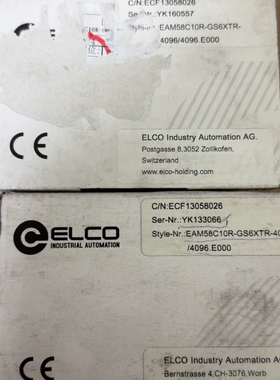 C/N:ECF13058026
Ser-Nr.:YK160557
Style-Nr.:EAM58C10R-GS6XTR-
4096/4096.E000
CE
ELCO Industry Automation AG.
Postgasse 8,3052 Zollikofen,
Switzerland
www.elco-holding.com
ELCO
INDUSTRIAL AUTOMATION
C/N:ECF13058026
Ser-Nr.:YK133066
Style-Nr.:EAM58C10R-GS6XTR-40
/4096.E000
CE
ELCO Industry Automation AG
Bernstrasse 4,CH-3076,Worb